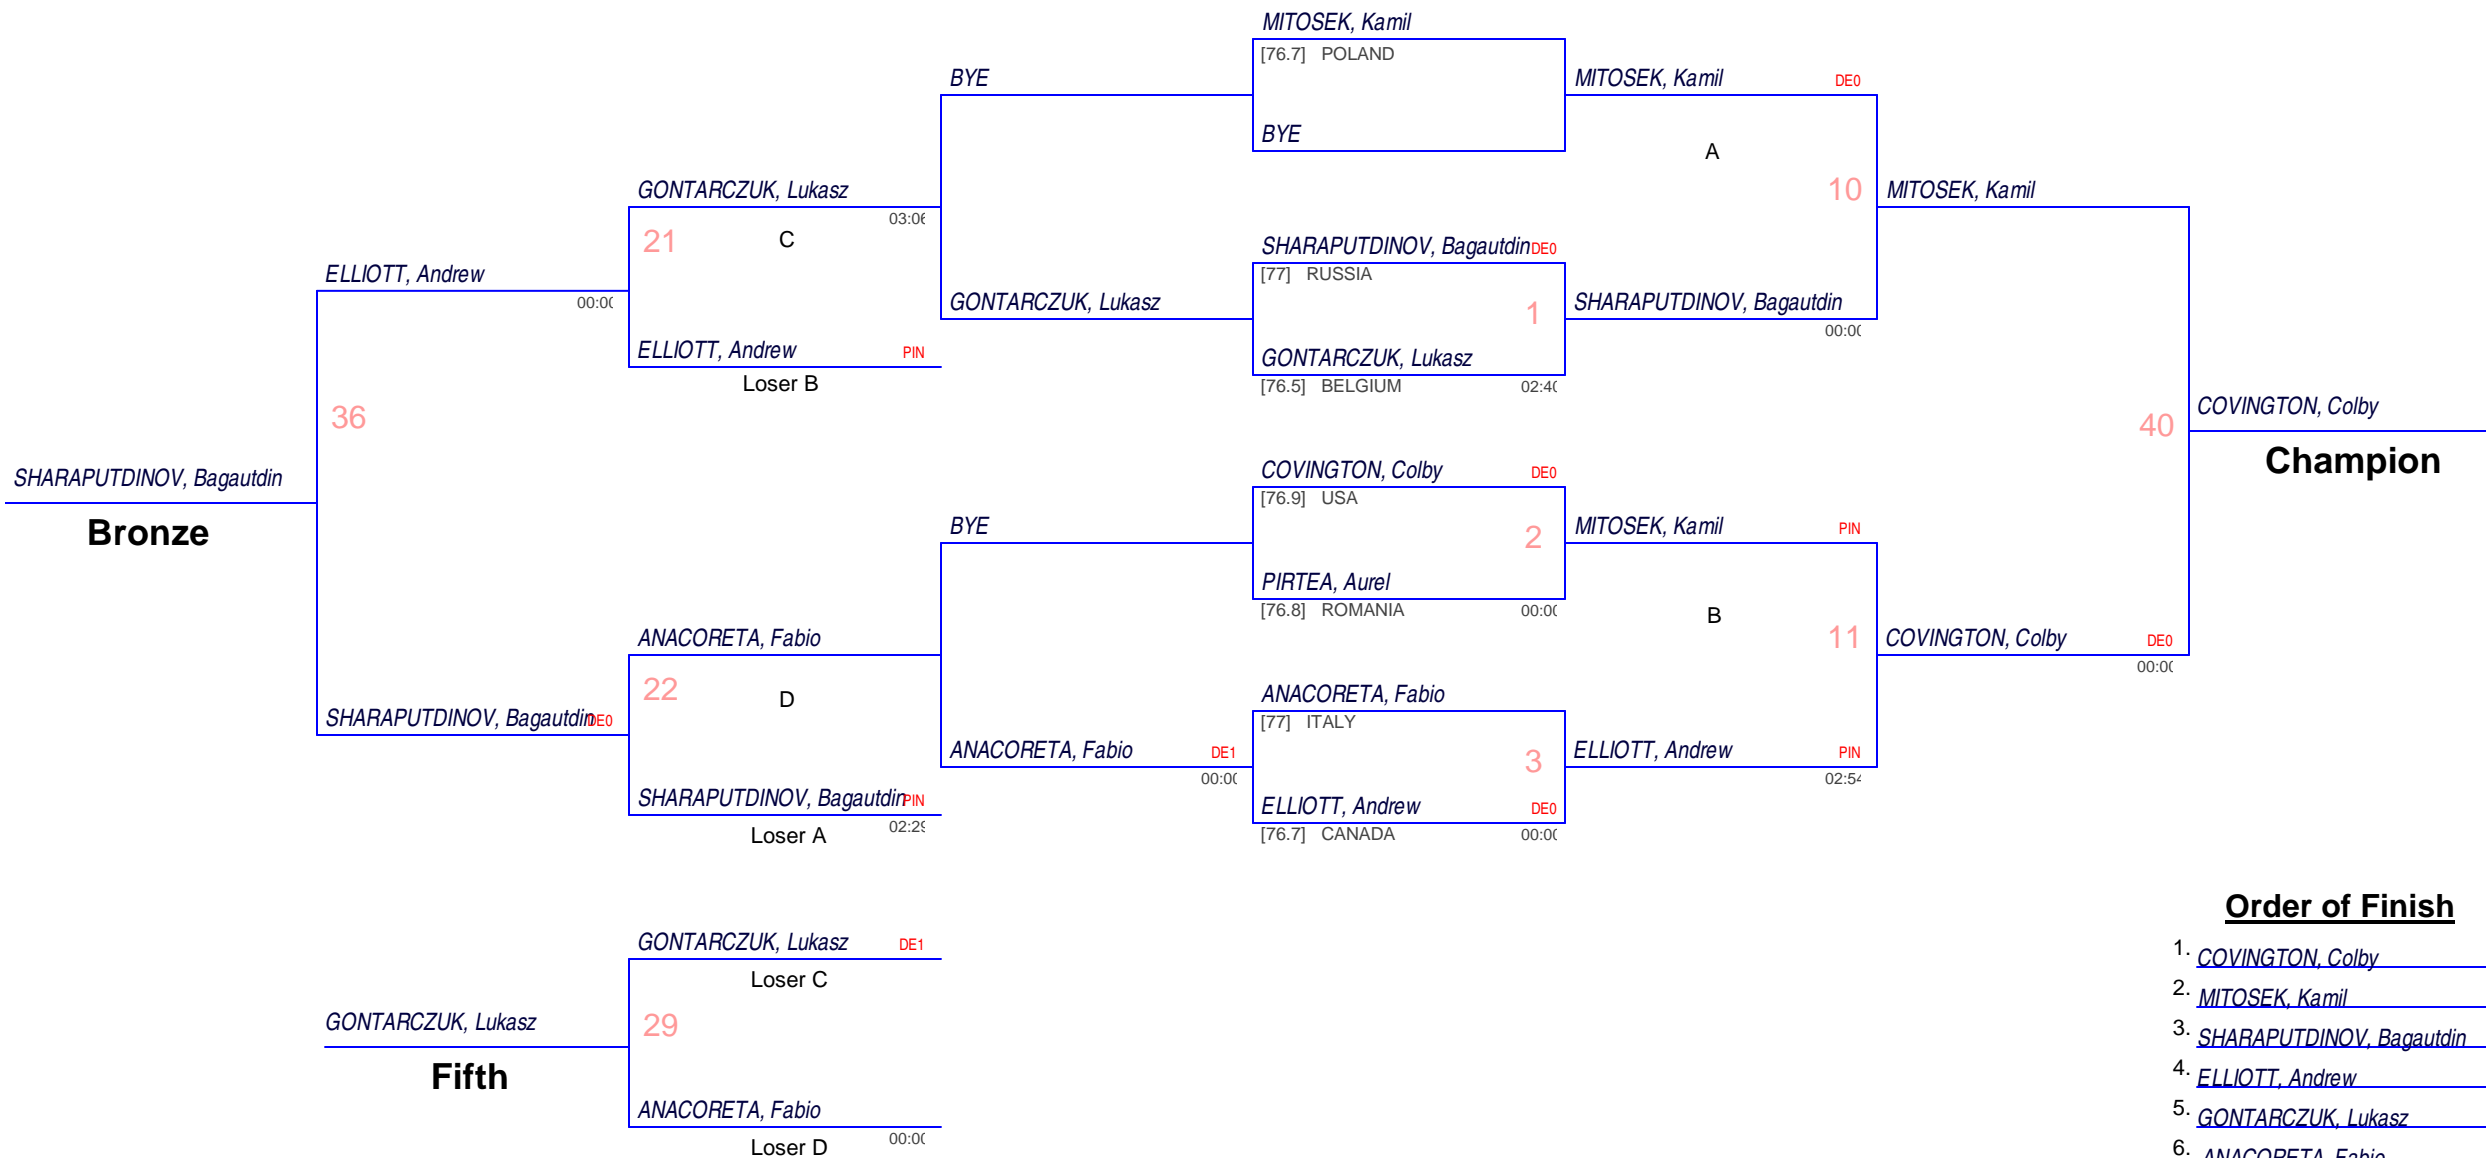 MITOSEK, Kamil
[76.7] POLAND
BYE
MITOSEK, Kamil DE0
BYE
A
GONTARCZUK, Lukasz
03:06
10
MITOSEK, Kamil
21
C
SHARAPUTDINOV, Bagautdin DE0
[77] RUSSIA
ELLIOTT, Andrew
00:00
GONTARCZUK, Lukasz
1
SHARAPUTDINOV, Bagautdin
00:00
ELLIOTT, Andrew PIN
Loser B
GONTARCZUK, Lukasz
[76.5] BELGIUM 02:40
36
40
COVINGTON, Colby
Champion
SHARAPUTDINOV, Bagautdin
Bronze
COVINGTON, Colby DE0
[76.9] USA
BYE
2
MITOSEK, Kamil PIN
PIRTEA, Aurel
[76.8] ROMANIA 00:00
B
ANACORETA, Fabio
11
COVINGTON, Colby DE0
00:00
22
D
ANACORETA, Fabio
[77] ITALY
SHARAPUTDINOV, Bagautdin DE0
ANACORETA, Fabio DE1
00:00
3
ELLIOTT, Andrew PIN
02:54
SHARAPUTDINOV, Bagautdin PIN
Loser A 02:29
ELLIOTT, Andrew DE0
[76.7] CANADA 00:00
GONTARCZUK, Lukasz DE1
Loser C
GONTARCZUK, Lukasz
29
Fifth
ANACORETA, Fabio
Loser D 00:00
Order of Finish
1. COVINGTON, Colby
2. MITOSEK, Kamil
3. SHARAPUTDINOV, Bagautdin
4. ELLIOTT, Andrew
5. GONTARCZUK, Lukasz
6. ANACORETA, Fabio